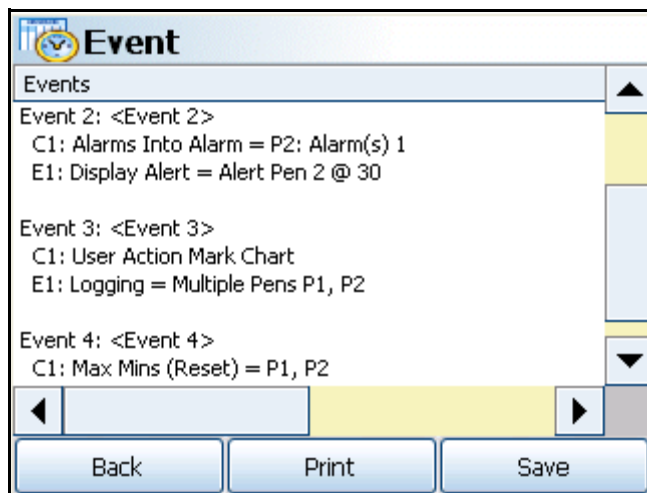 Event
Events
Event 2: <Event 2>
C1: Alarms Into Alarm = P2: Alarm(s) 1
E1: Display Alert = Alert Pen 2 @ 30
Event 3: <Event 3>
C1: User Action Mark Chart
E1: Logging = Multiple Pens P1, P2
Event 4: <Event 4>
C1: Max Mins (Reset) = P1, P2
Back
Print
Save